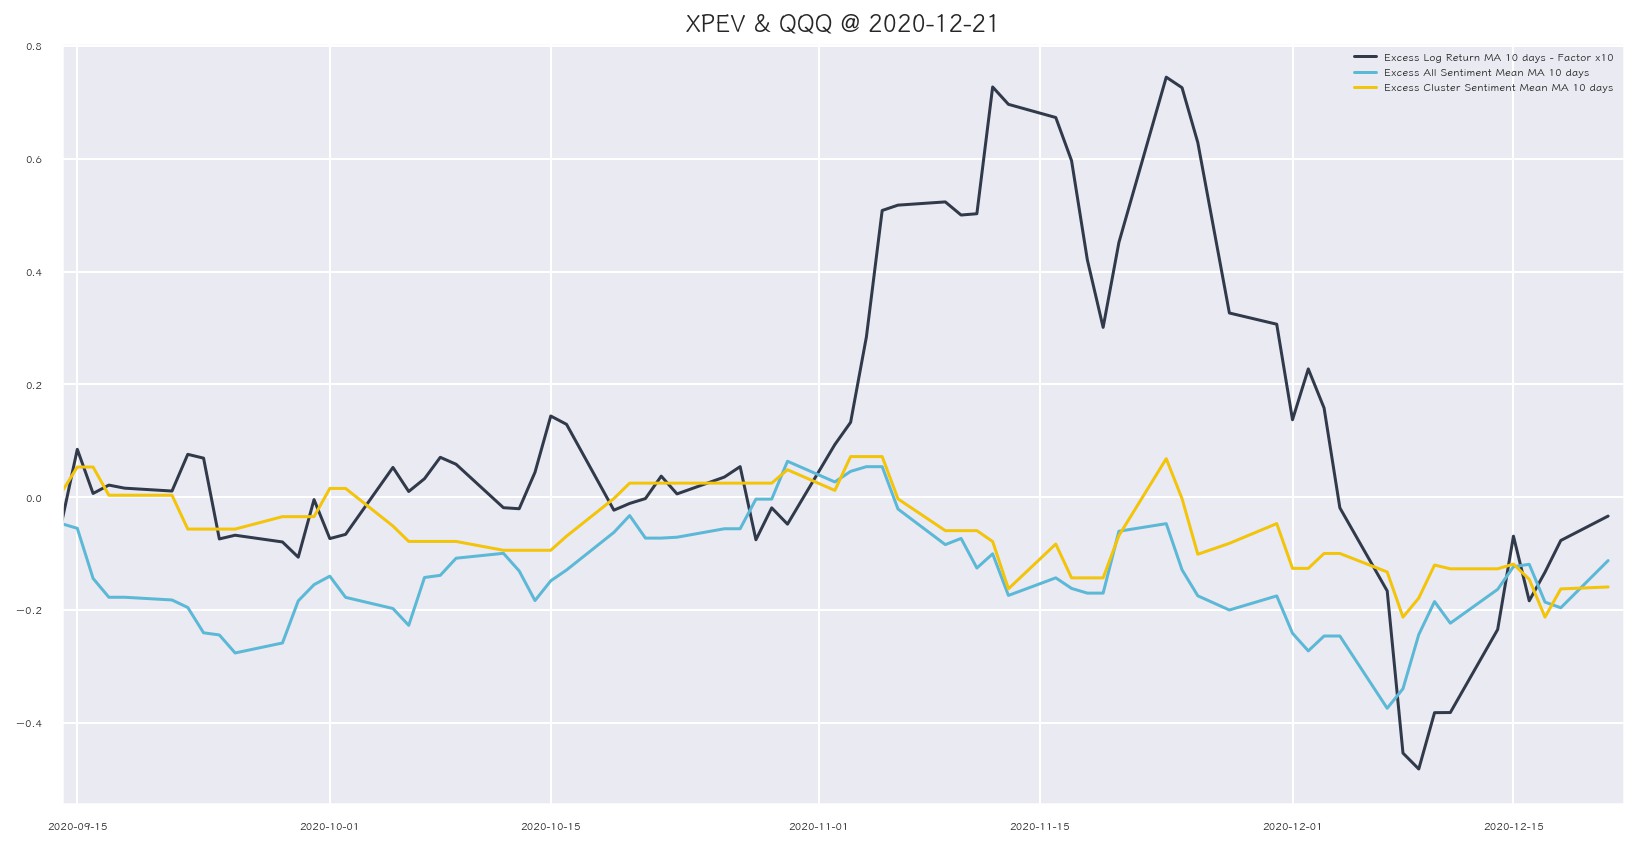 XPEV & QQQ @ 2020-12-21
Excess Log Return MA 10 days - Factor x10
Excess All Sentiment Mean MA 10 days
Excess Cluster Sentiment Mean MA 10 days
0.8
0.6
0.4
0.2
0.0
−0.2
−0.4
2020-09-15 2020-10-01 2020-10-15 2020-11-01 2020-11-15 2020-12-01 2020-12-15